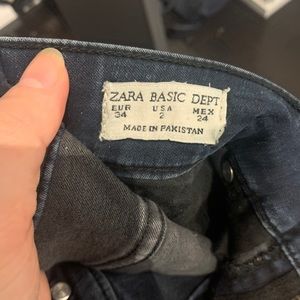 ZARA BASIC DEPT
EUR USA MEX
34 2 24
MADE IN PAKISTAN